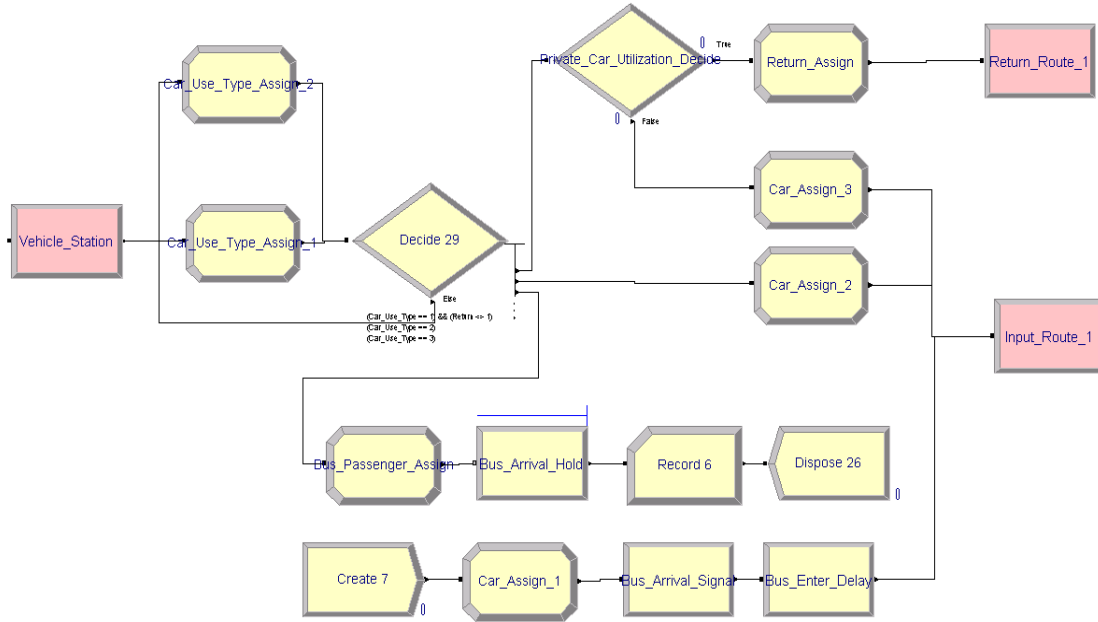 Private_Car_Utilization_Decide
0
True
0
False
Return_Assign
Return_Route_1
Car_Use_Type_Assign_2
Car_Assign_3
Vehicle_Station
Car_Use_Type_Assign_1
Decide 29
Car_Assign_2
Else
(Car_Use_Type == 1) && (Return <> 1)
(Car_Use_Type == 2)
(Car_Use_Type == 3)
Input_Route_1
Bus_Passenger_Assign
Bus_Arrival_Hold
Record 6
Dispose 26
0
Create 7
0
Car_Assign_1
Bus_Arrival_Signal
Bus_Enter_Delay